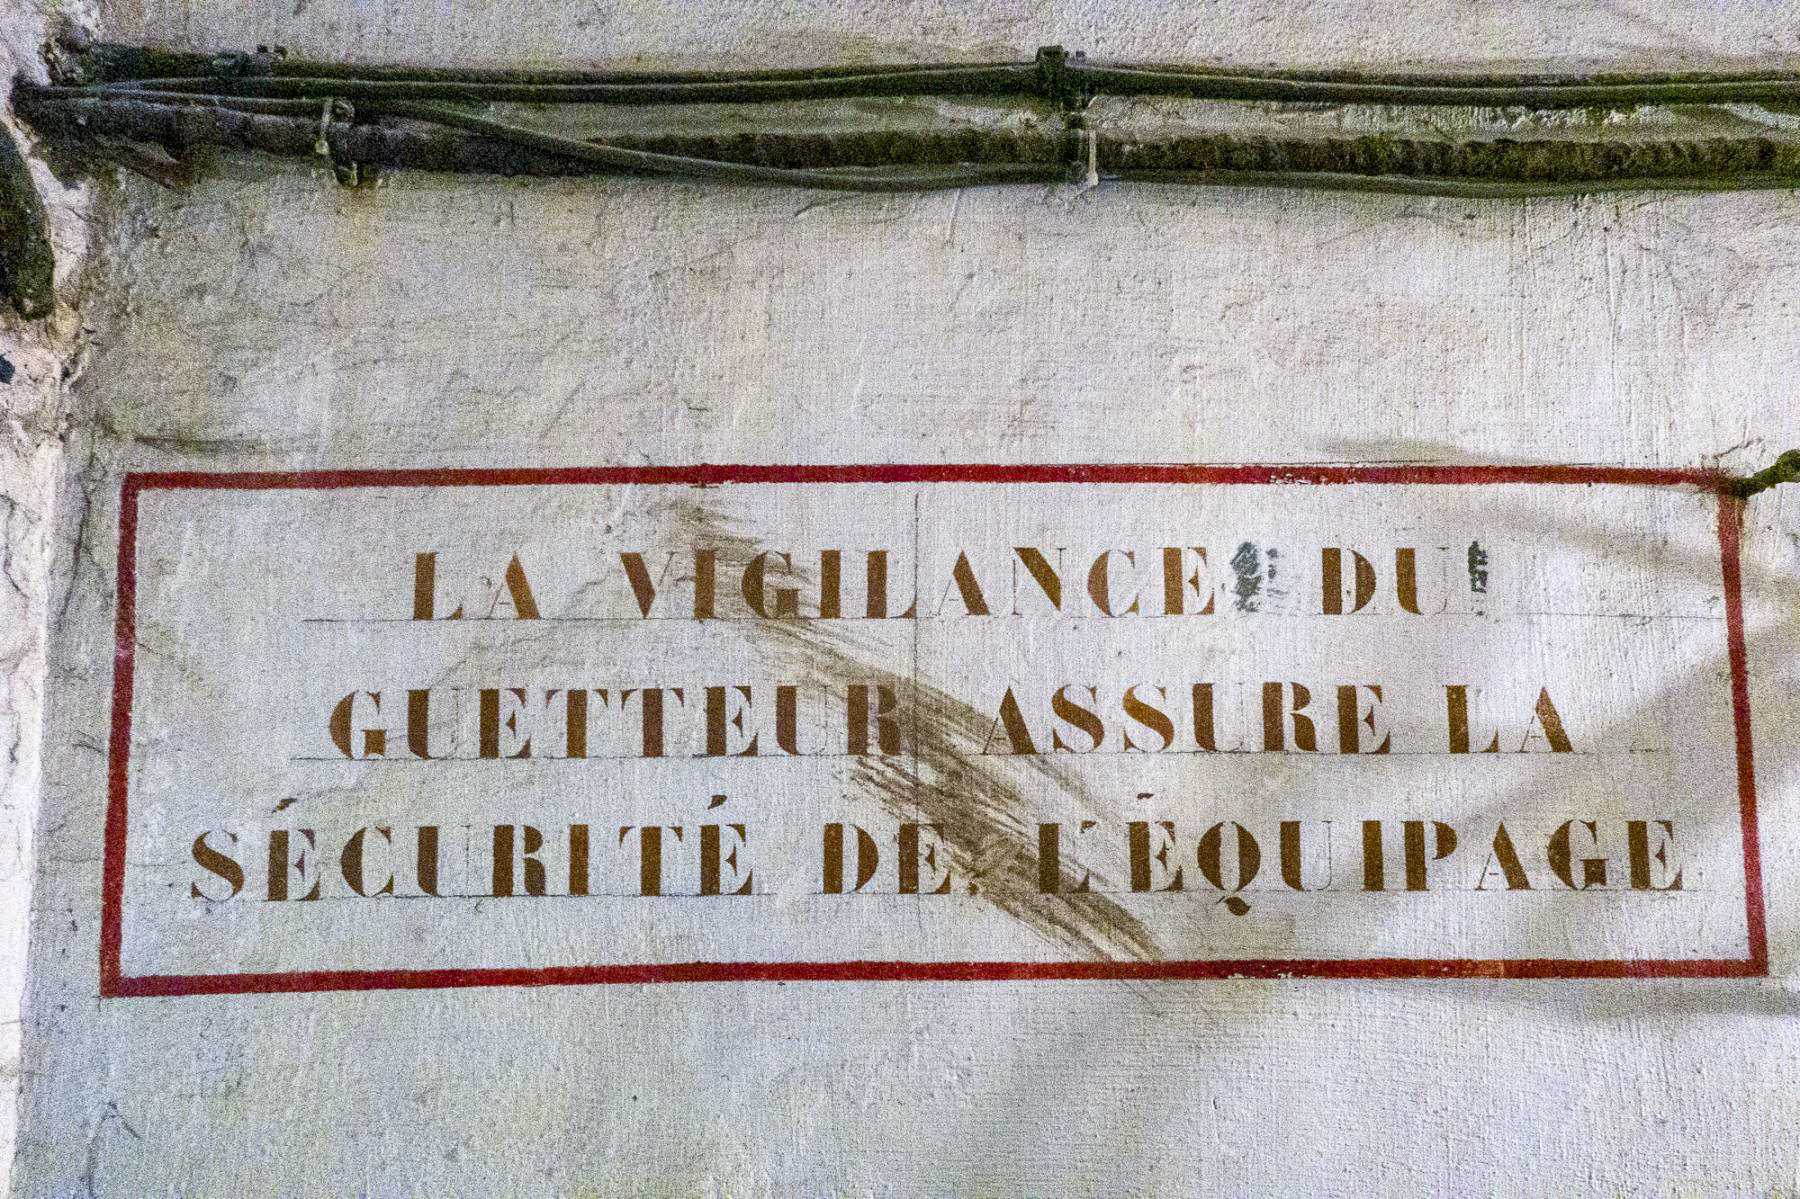 LA VIGILANCE DU
GUETTEUR ASSURE LA
SÉCURITÉ DE L'ÉQUIPAGE